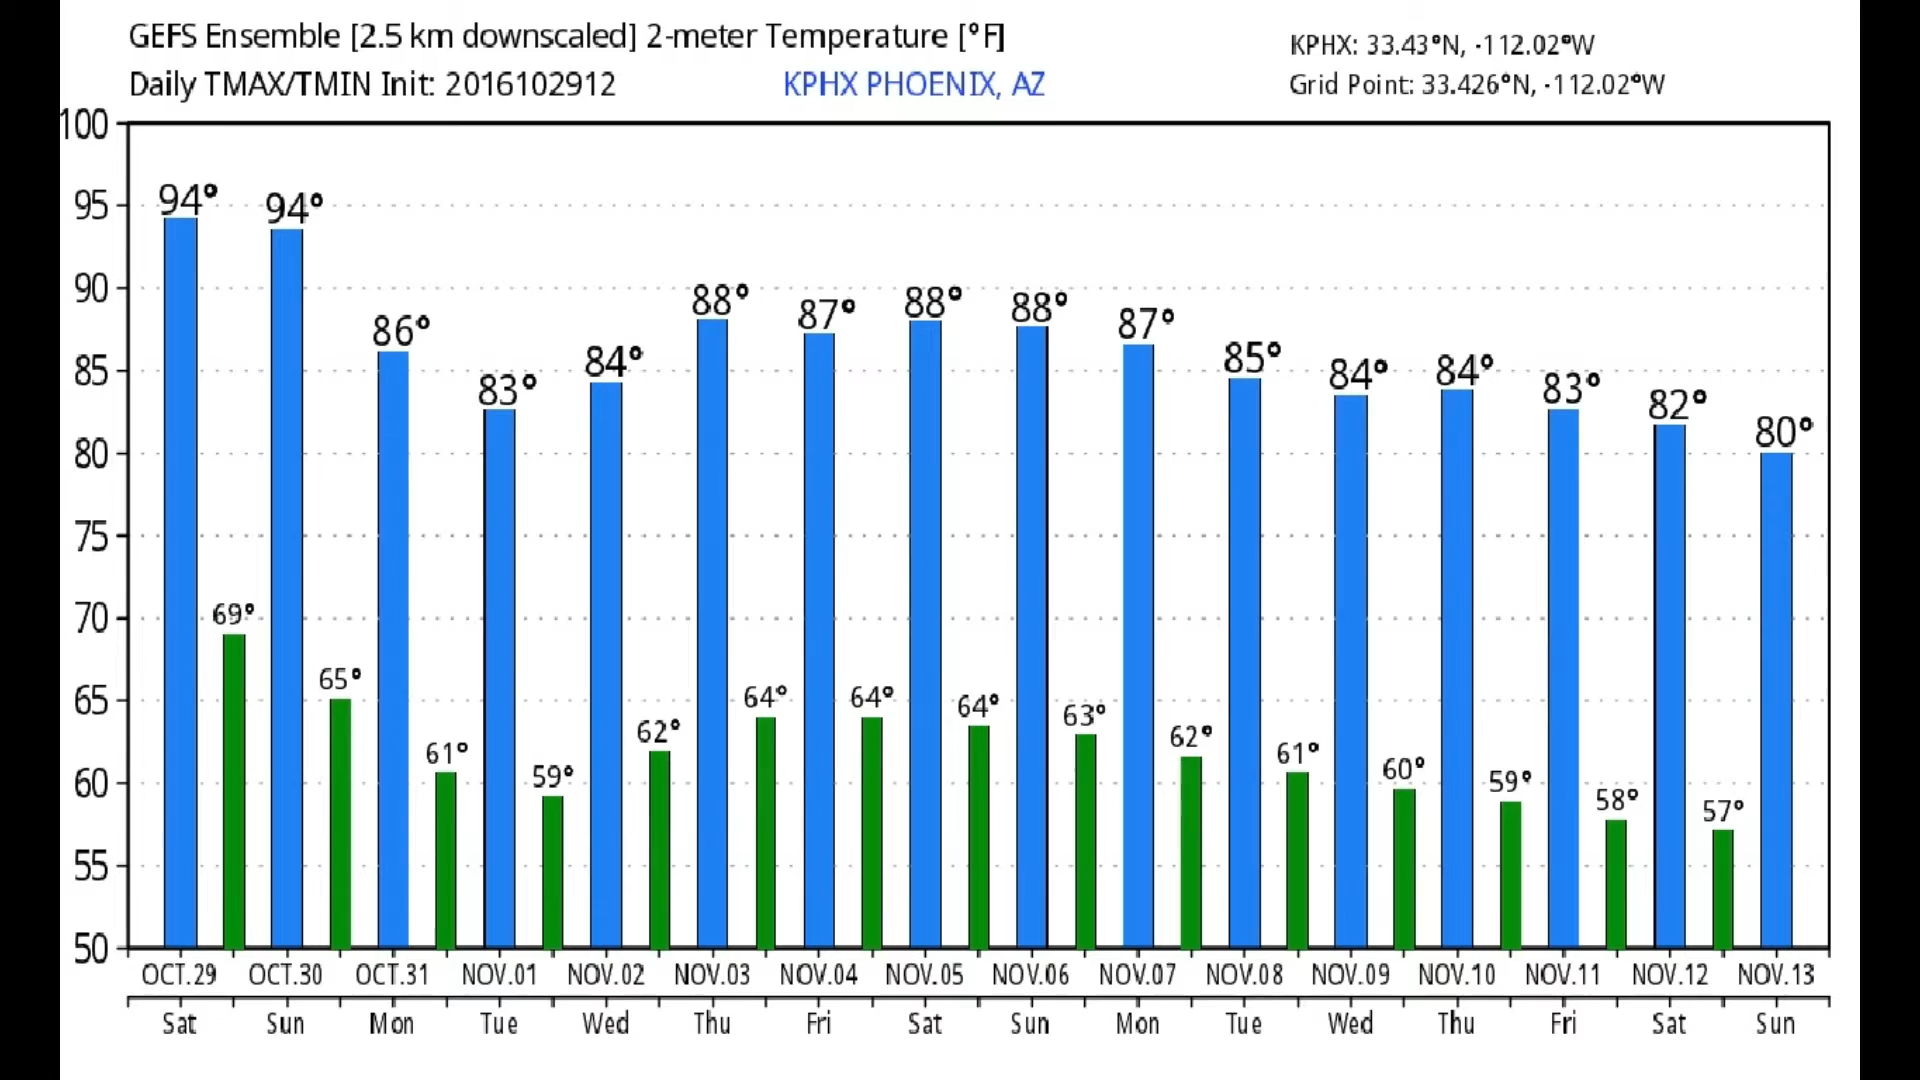 GEFS Ensemble [2.5 km downscaled] 2-meter Temperature [°F]
Daily TMAX/TMIN Init: 2016102912
KPHX PHOENIX, AZ
KPHX: 33.43°N, -112.02°W
Grid Point: 33.426°N, -112.02°W
100
95
90
85
80
75
70
65
60
55
50
94° 94° 86° 83° 84° 88° 87° 88° 88° 87° 85° 84° 84° 83° 82° 80°
69° 65° 61° 59° 62° 64° 64° 64° 63° 62° 61° 60° 59° 58° 57°
OCT.29 OCT.30 OCT.31 NOV.01 NOV.02 NOV.03 NOV.04 NOV.05 NOV.06 NOV.07 NOV.08 NOV.09 NOV.10 NOV.11 NOV.12 NOV.13
Sat Sun Mon Tue Wed Thu Fri Sat Sun Mon Tue Wed Thu Fri Sat Sun